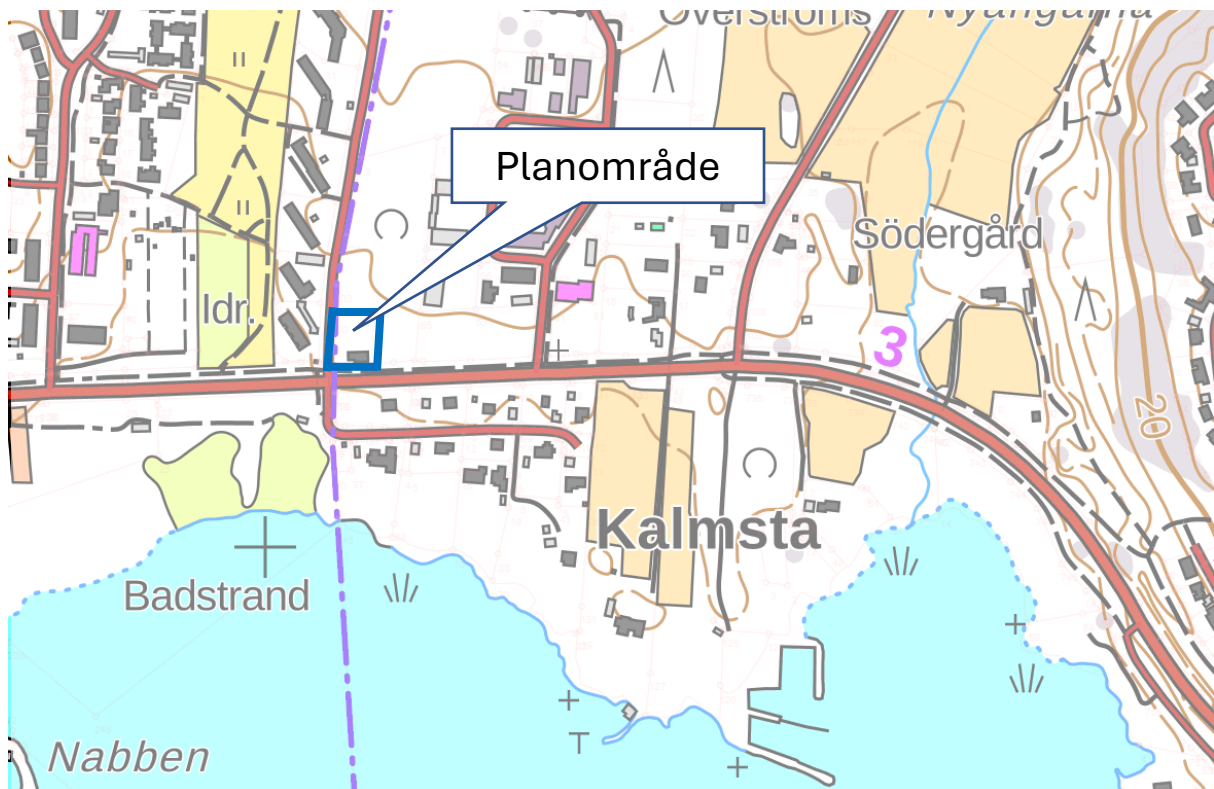 Överströms
Nyängarna
Planområde
Södergård
Idr.
3
20
Kalmsta
Badstrand
Nabben